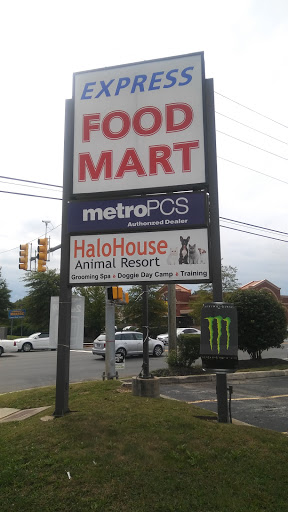 EXPRESS
FOOD
MART
metroPCS
Authorized Dealer
HaloHouse
Animal Resort
Grooming Spa Doggie Day Camp Training